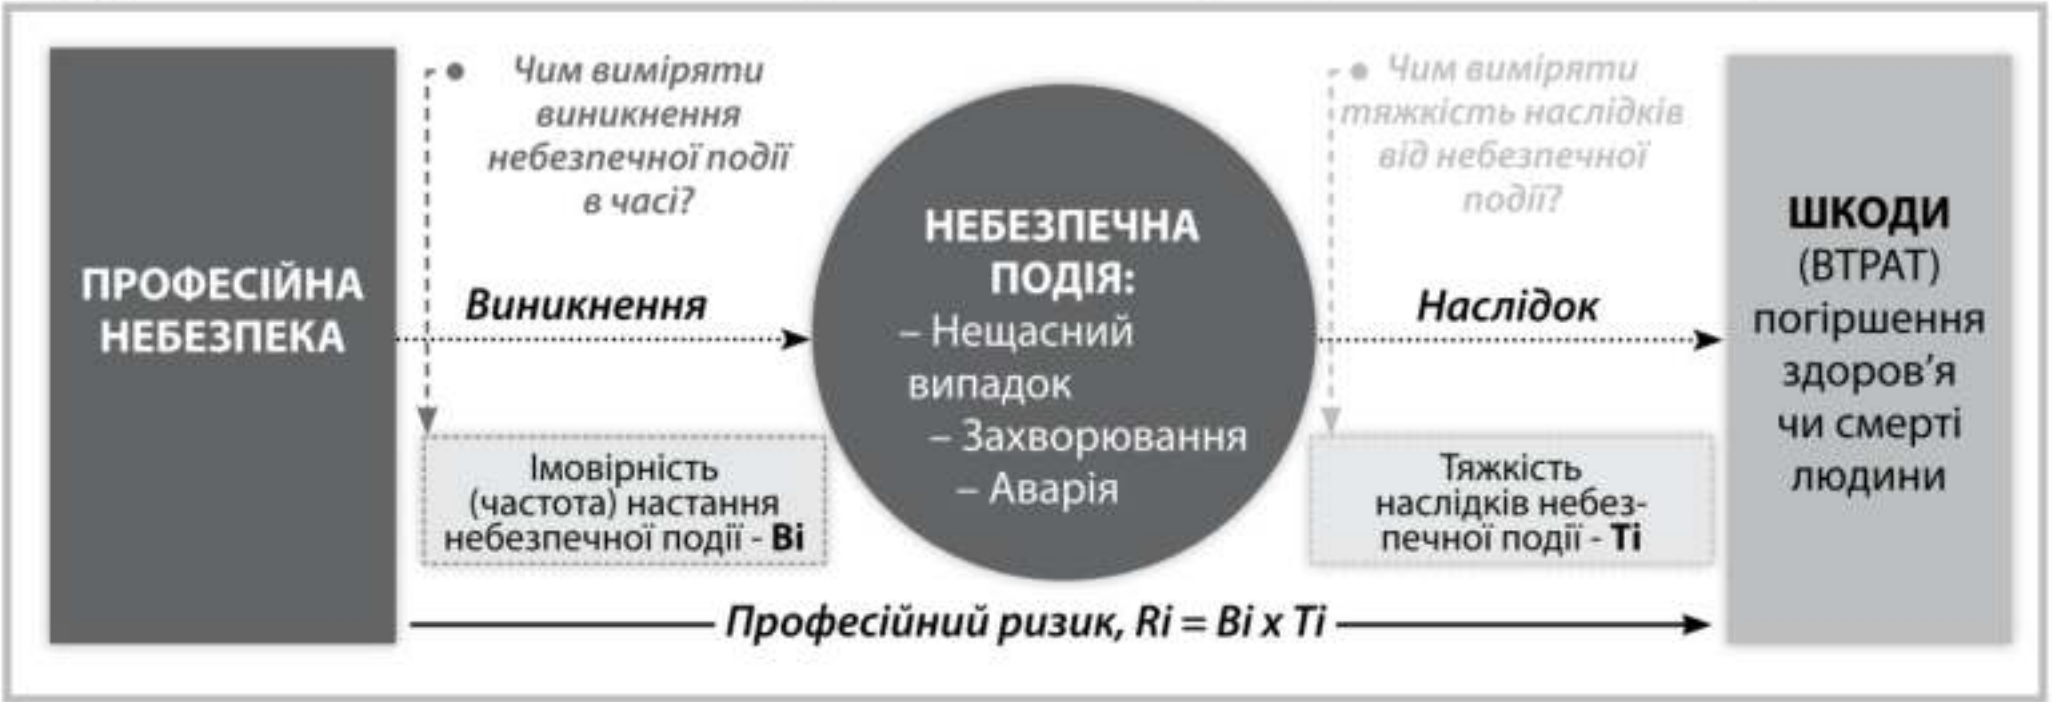 ПРОФЕСІЙНА
НЕБЕЗПЕКА
Чим виміряти
виникнення
небезпечної події
в часі?
Виникнення
Імовірність
(частота) настання
небезпечної події - Ві
НЕБЕЗПЕЧНА
ПОДІЯ:
– Нещасний
випадок
– Захворювання
– Аварія
Чим виміряти
тяжкість наслідків
від небезпечної
події?
Наслідок
Тяжкість
наслідків небез-
печної події - Ті
ШКОДИ
(ВТРАТ)
погіршення
здоров’я
чи смерті
людини
Професійний ризик, Ri = Ві х Ті